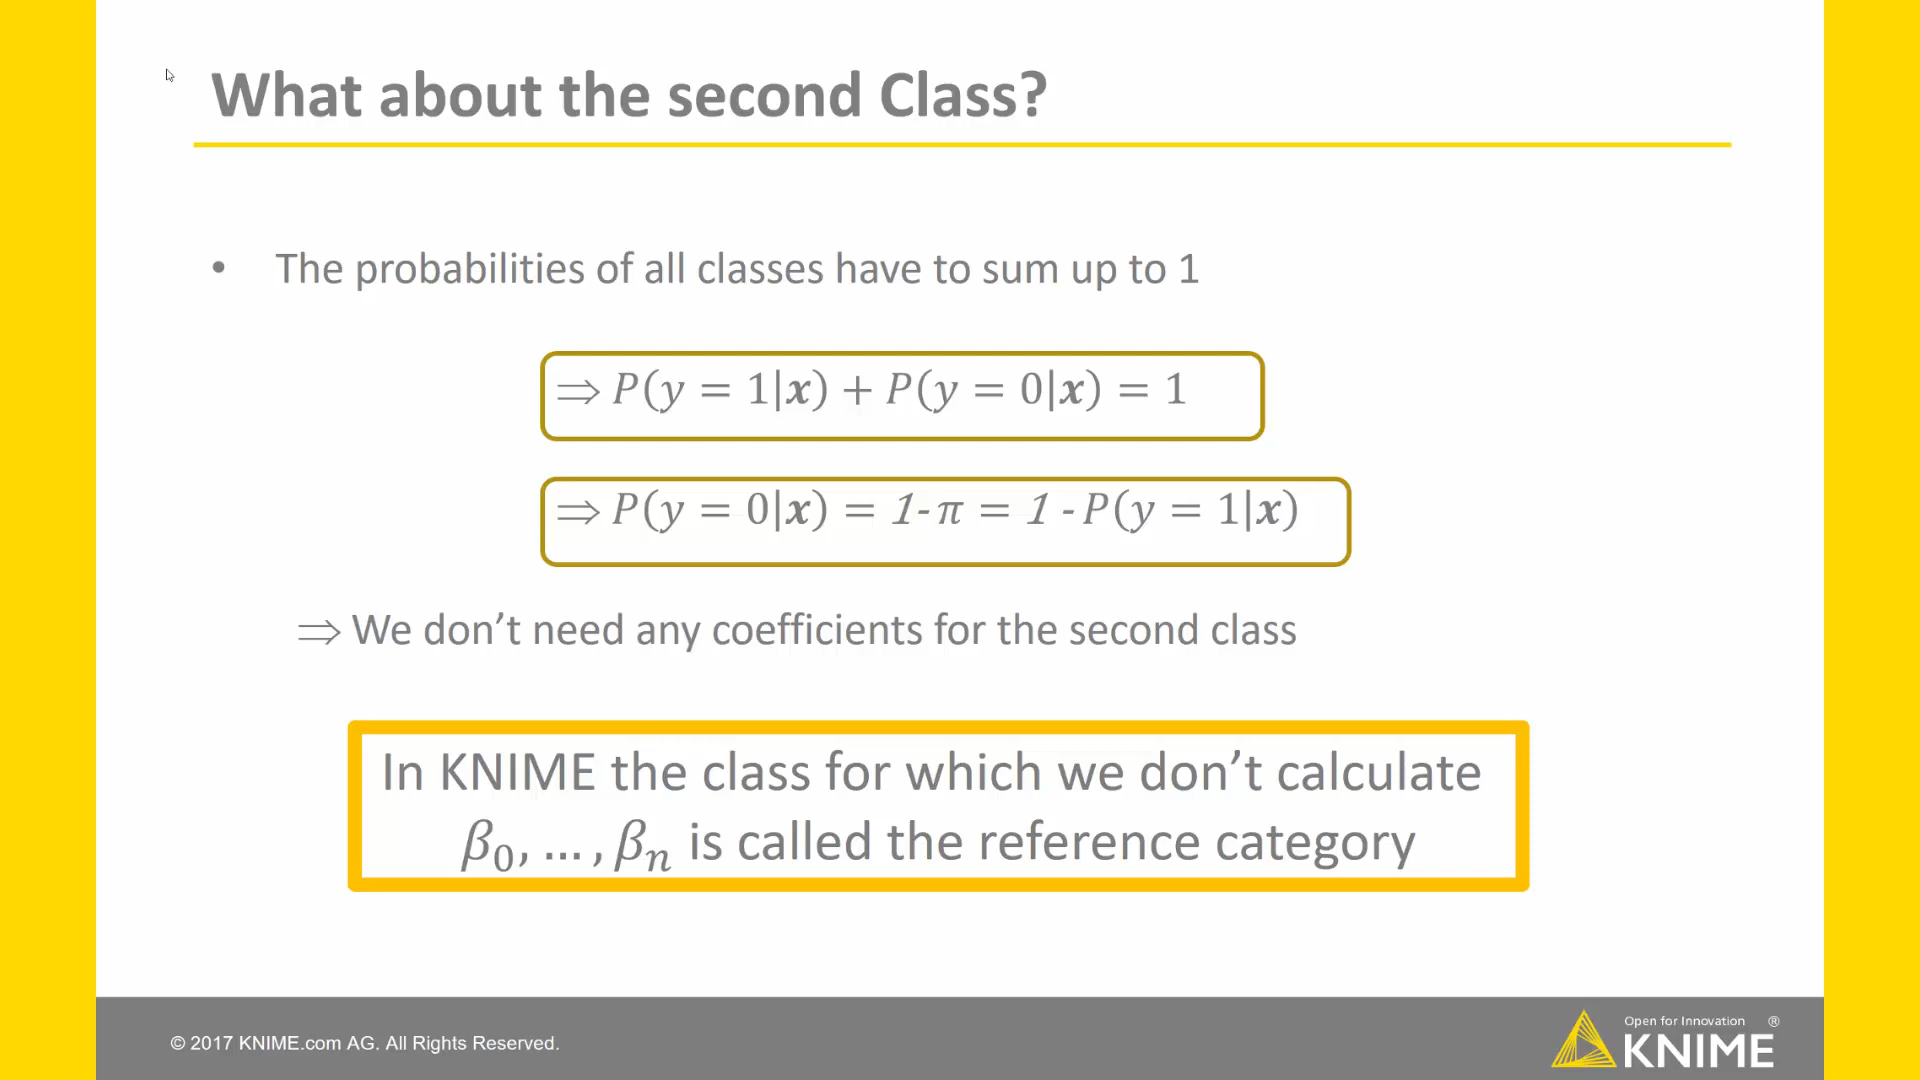 What about the second Class?
• The probabilities of all classes have to sum up to 1
⇒ P(y = 1|x) + P(y = 0|x) = 1
⇒ P(y = 0|x) = 1-π = 1 - P(y = 1|x)
⇒ We don’t need any coefficients for the second class
In KNIME the class for which we don’t calculate
β₀, … , βₙ is called the reference category
© 2017 KNIME.com AG. All Rights Reserved.
Open for Innovation ®
KNIME